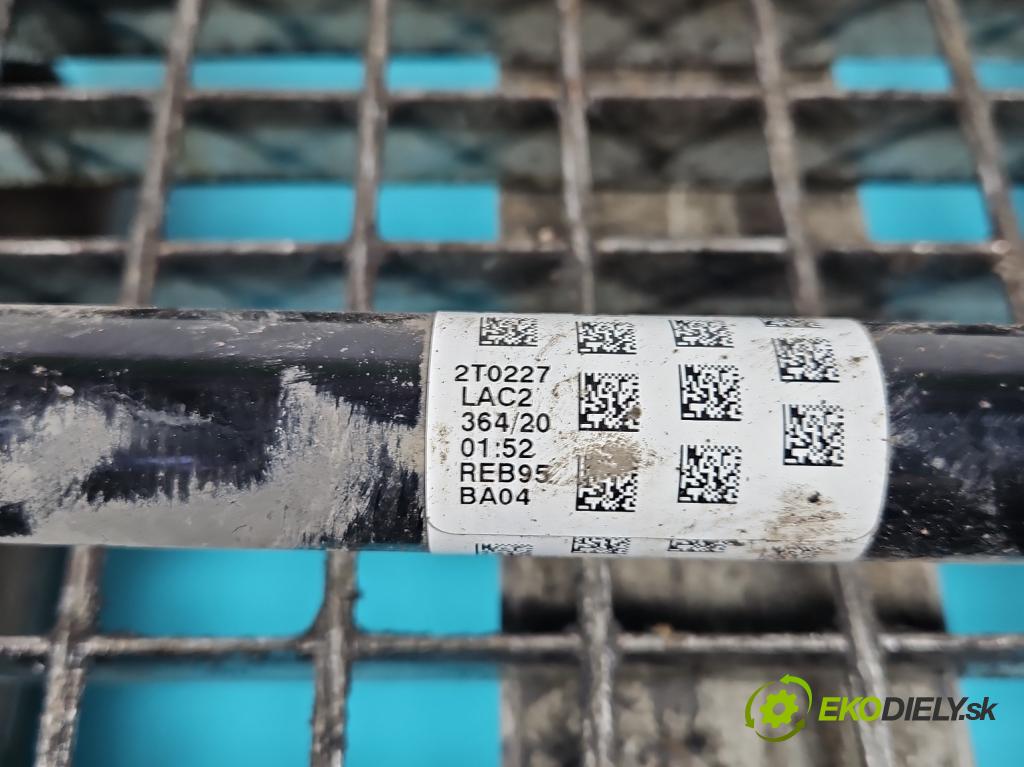 2T0227
LAC2
364/20
01:52
REB95
BA04
EKODIELY.sk